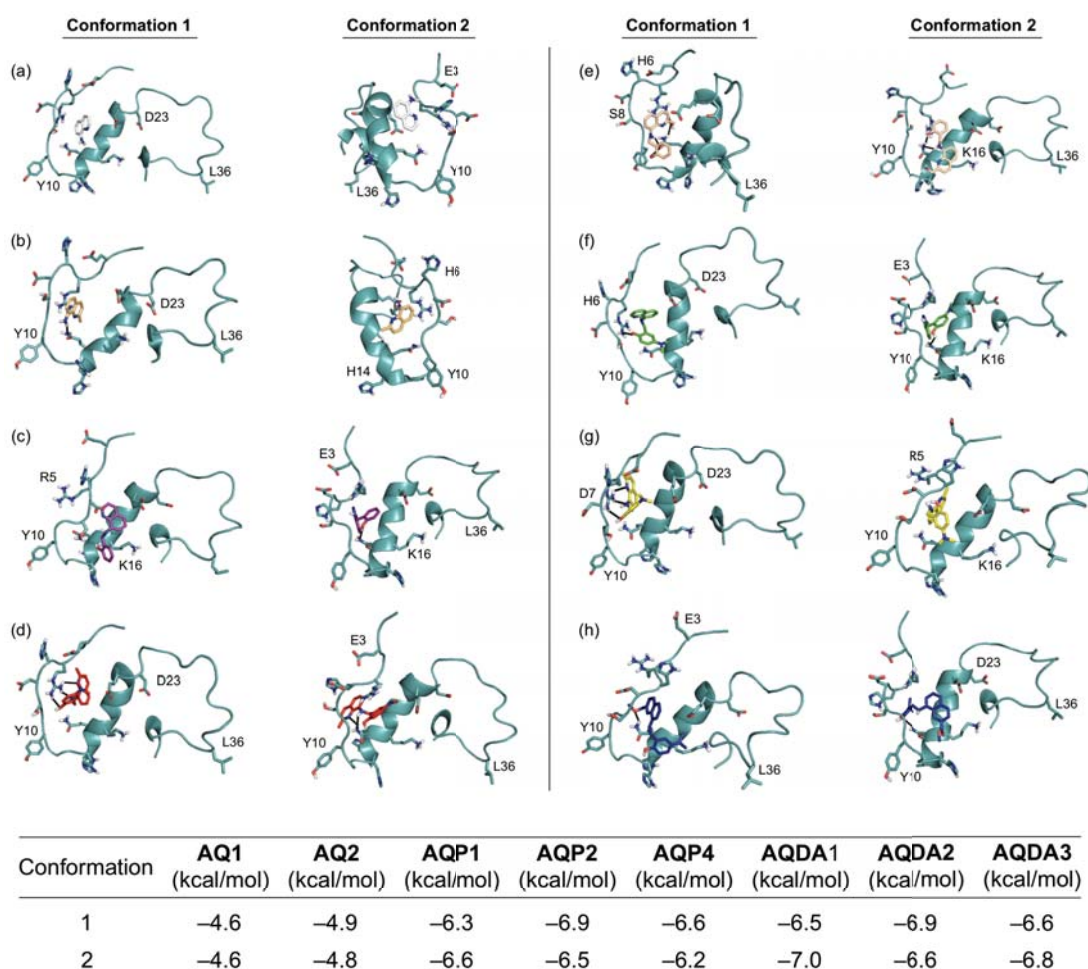 Conformation 1 Conformation 2 Conformation 1 Conformation 2
(a) D23 Y10 L36
E3 L36 Y10
(e) H6 S8 L36
Y10 K16 L36
(b) D23 Y10 L36
H6 H14 Y10
(f) D23 H6 Y10 L36
E3 Y10 K16
(c) R5 Y10 K16
E3 K16 L36
(g) D23 D7 Y10
R5 Y10 K16
(d) D23 Y10 L36
E3 Y10 L36
(h) E3 Y10 L36
D23 L36 Y10
Conformation AQ1 AQ2 AQP1 AQP2 AQP4 AQDA1 AQDA2 AQDA3
(kcal/mol) (kcal/mol) (kcal/mol) (kcal/mol) (kcal/mol) (kcal/mol) (kcal/mol) (kcal/mol)
1 –4.6 –4.9 –6.3 –6.9 –6.6 –6.5 –6.9 –6.6
2 –4.6 –4.8 –6.6 –6.5 –6.2 –7.0 –6.6 –6.8